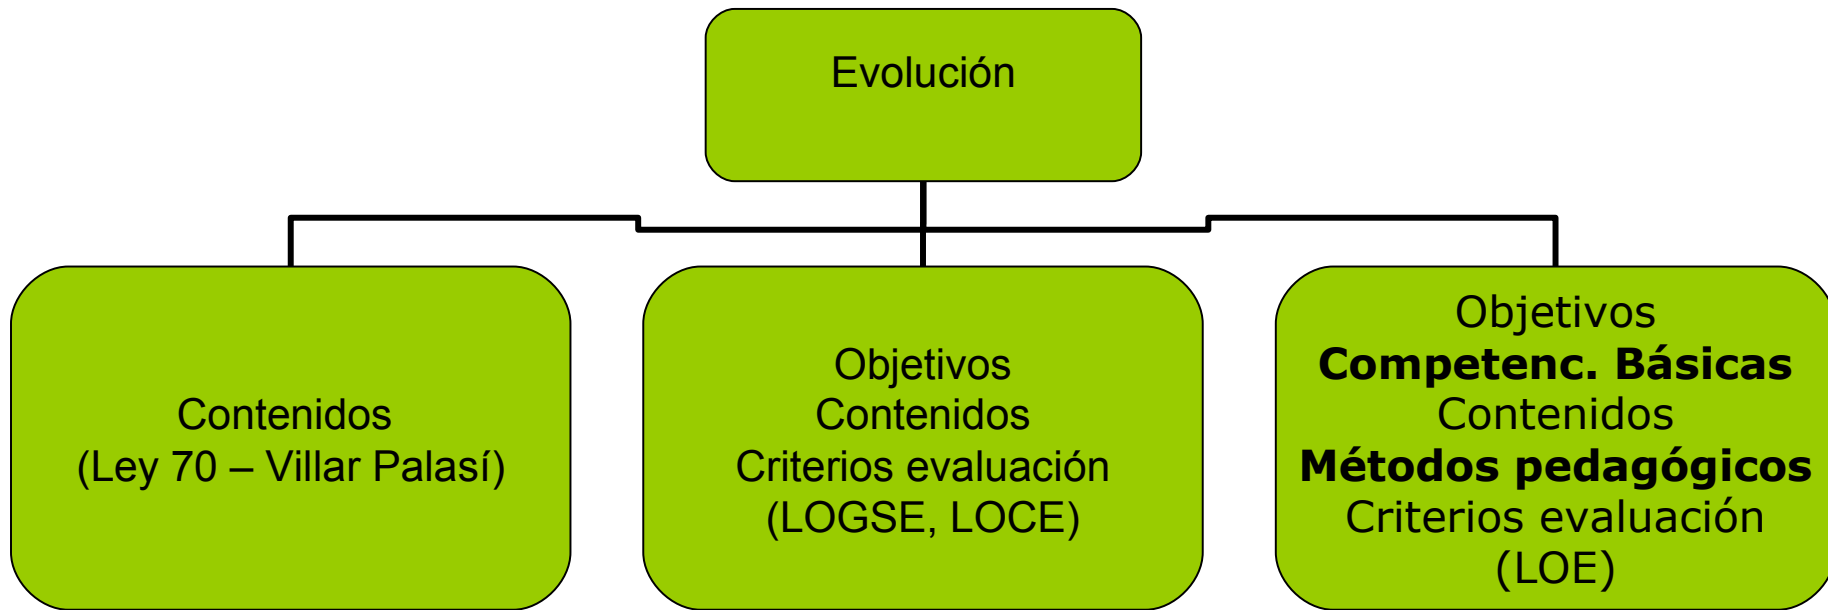 Evolución
Contenidos
(Ley 70 – Villar Palasí)
Objetivos
Contenidos
Criterios evaluación
(LOGSE, LOCE)
Objetivos
Competenc. Básicas
Contenidos
Métodos pedagógicos
Criterios evaluación
(LOE)